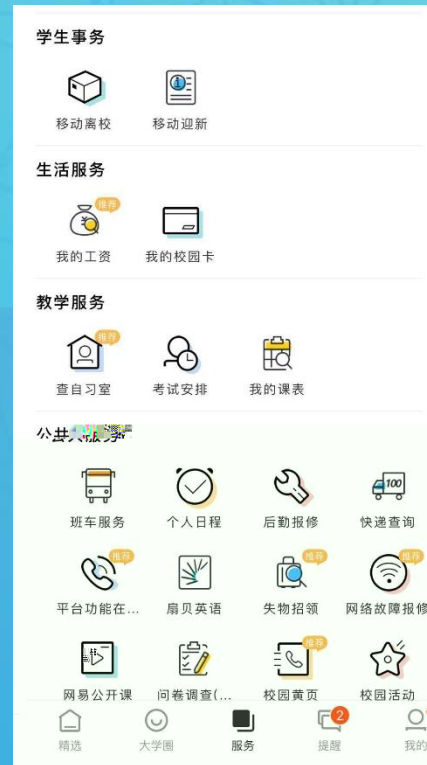 学生事务
移动离校 移动迎新
生活服务
推荐
我的工资 我的校园卡
教学服务
推荐
查自习室 考试安排 我的课表
公共服务
100
班车服务 个人日程 后勤报修 快递查询
推荐 推荐 推荐
平台功能在... 扇贝英语 失物招领 网络故障报修
推荐
网易公开课 问卷调查(... 校园黄页 校园活动
2
精选 大学圈 服务 提醒 我的